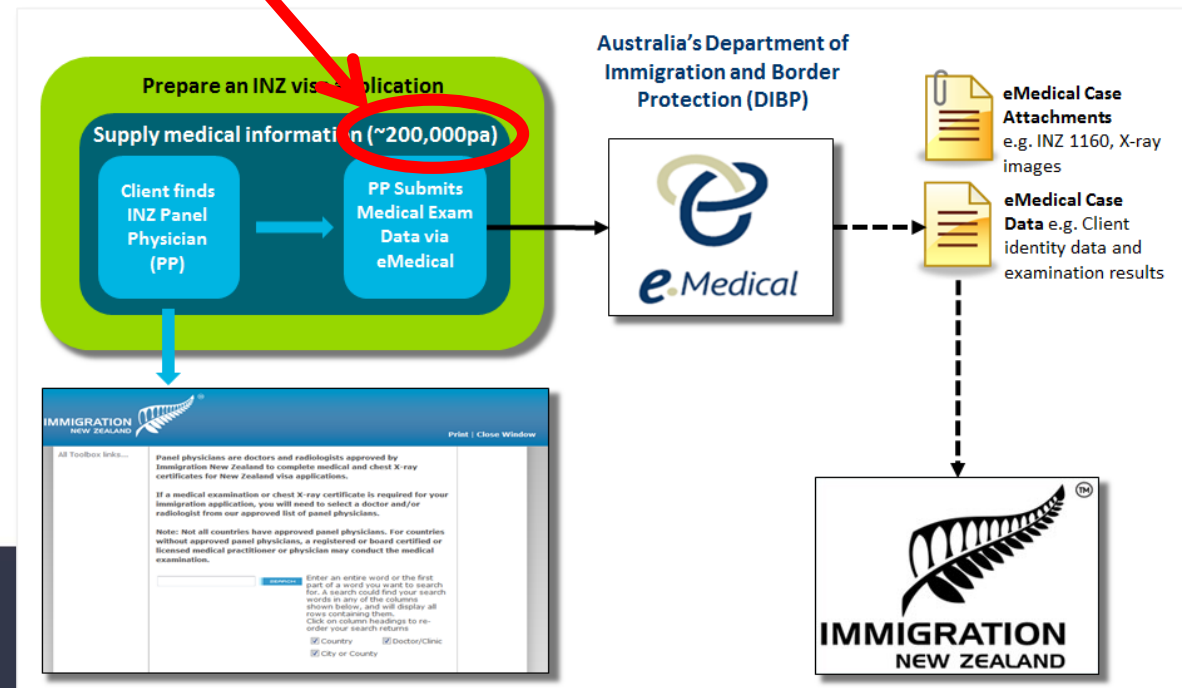 Prepare an INZ visa application
Supply medical information (~200,000pa)
Client finds
INZ Panel
Physician
(PP)
PP Submits
Medical Exam
Data via
eMedical
Australia's Department of
Immigration and Border
Protection (DIBP)
e.Medical
eMedical Case
Attachments
e.g. INZ 1160, X-ray
images
eMedical Case
Data e.g. Client
identity data and
examination results
IMMIGRATION
NEW ZEALAND
®
Print | Close Window
All Toolbox links...
Panel physicians are doctors and radiologists approved by
Immigration New Zealand to complete medical and chest X-ray
certificates for New Zealand visa applications.
If a medical examination or chest X-ray certificate is required for your
immigration application, you will need to select a doctor and/or
radiologist from our approved list of panel physicians.
Note: Not all countries have approved panel physicians. For countries
without approved panel physicians, a registered or board certified or
licensed medical practitioner or physician may conduct the medical
examination.
SEARCH
Enter an entire word or the first
part of a word you want to search
for. A search could find your search
words in any of the columns
shown below, and will display all
rows containing them.
Click on column headings to re-
order your search returns
Country
Doctor/Clinic
City or County
TM
IMMIGRATION
NEW ZEALAND